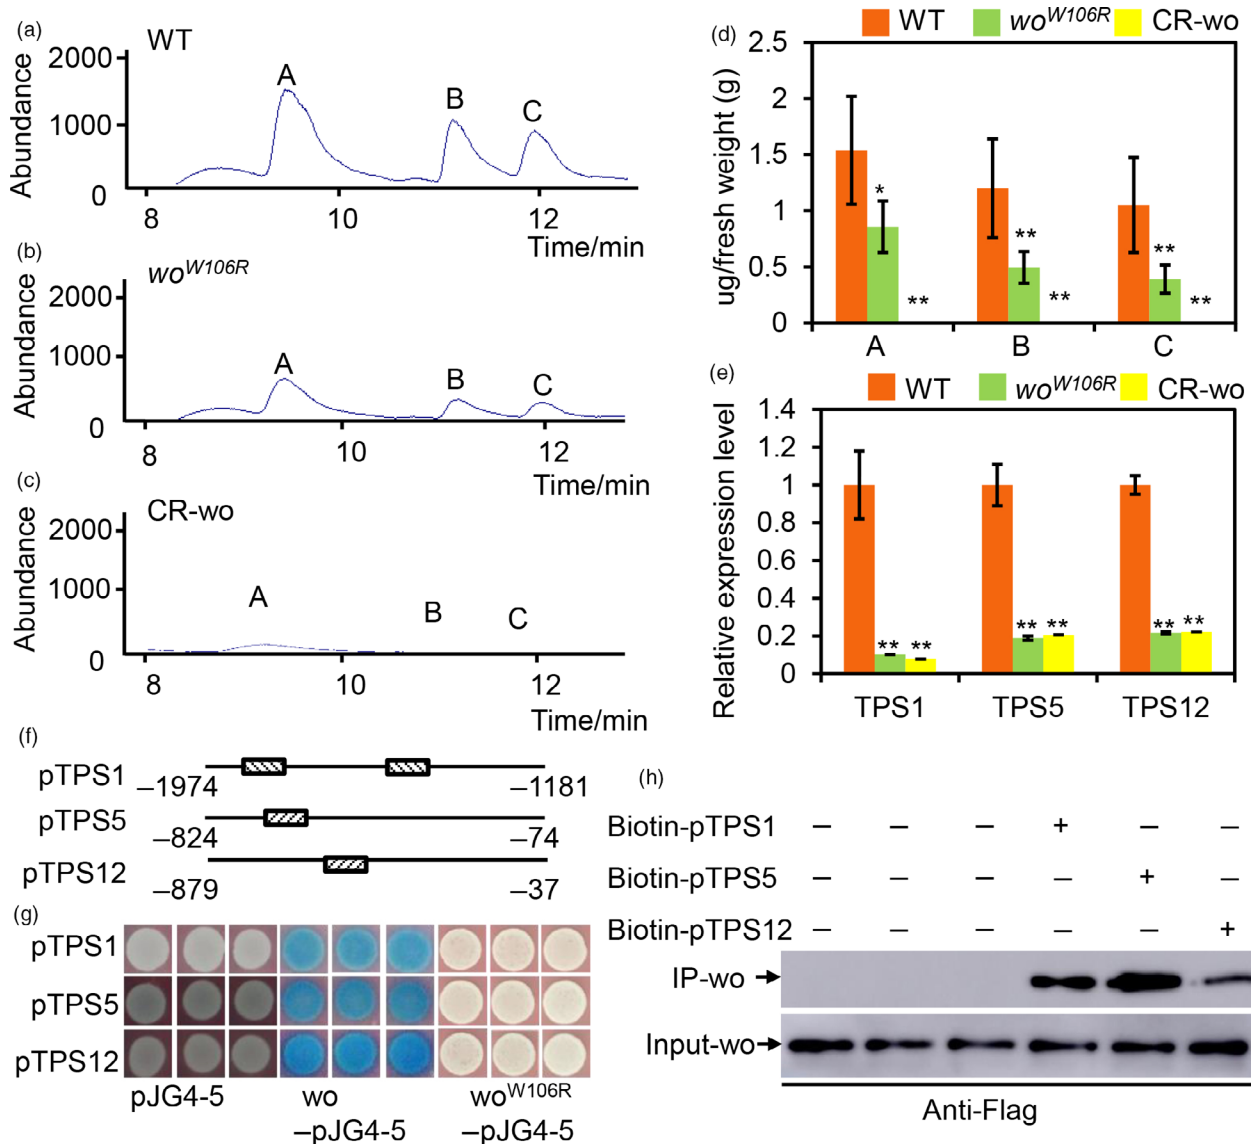 (a)
WT
Abundance
2000
1000
0
A
B
C
8 10 12
Time/min
(b)
wo^W106R
Abundance
2000
1000
0
A
B
C
8 10 12
Time/min
(c)
CR-wo
Abundance
2000
1000
0
A
B
C
8 10 12
Time/min
(d)
WT wo^W106R CR-wo
ug/fresh weight (g)
2.5
2
1.5
1
0.5
0
* ** **
** ** **
A B C
(e)
WT wo^W106R CR-wo
Relative expression level
1.4
1.2
1
0.8
0.6
0.4
0.2
0
** ** ** ** ** **
TPS1 TPS5 TPS12
(f)
pTPS1
–1974 –1181
pTPS5
–824 –74
pTPS12
–879 –37
(g)
pTPS1
pTPS5
pTPS12
pJG4-5 wo –pJG4-5 wo^W106R –pJG4-5
(h)
Biotin-pTPS1 – – – + – –
Biotin-pTPS5 – – – – + –
Biotin-pTPS12 – – – – – +
IP-wo
Input-wo
Anti-Flag